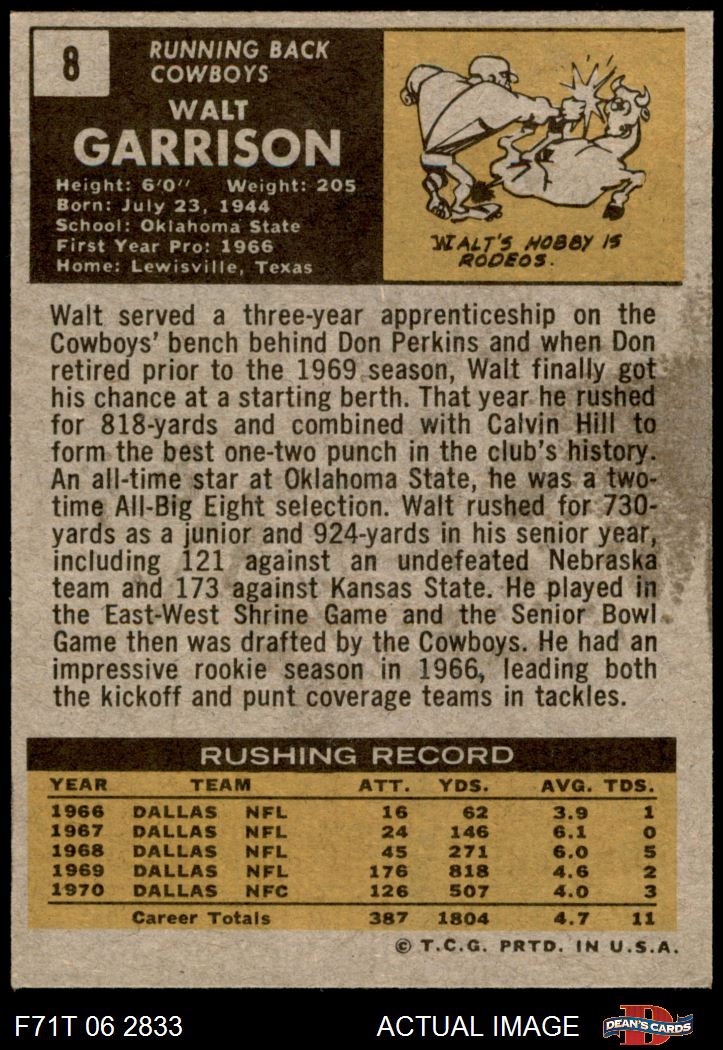 8
RUNNING BACK
COWBOYS
WALT
GARRISON
Height: 6'0" Weight: 205
Born: July 23, 1944
School: Oklahoma State
First Year Pro: 1966
Home: Lewisville, Texas
WALT'S HOBBY IS
RODEOS.
Walt served a three-year apprenticeship on the
Cowboys' bench behind Don Perkins and when Don
retired prior to the 1969 season, Walt finally got
his chance at a starting berth. That year he rushed
for 818-yards and combined with Calvin Hill to
form the best one-two punch in the club's history.
An all-time star at Oklahoma State, he was a two-
time All-Big Eight selection. Walt rushed for 730-
yards as a junior and 924-yards in his senior year,
including 121 against an undefeated Nebraska
team and 173 against Kansas State. He played in
the East-West Shrine Game and the Senior Bowl
Game then was drafted by the Cowboys. He had an
impressive rookie season in 1966, leading both
the kickoff and punt coverage teams in tackles.
RUSHING RECORD
YEAR TEAM ATT. YDS. AVG. TDS.
1966 DALLAS NFL 16 62 3.9 1
1967 DALLAS NFL 24 146 6.1 0
1968 DALLAS NFL 45 271 6.0 5
1969 DALLAS NFL 176 818 4.6 2
1970 DALLAS NFC 126 507 4.0 3
Career Totals 387 1804 4.7 11
© T.C.G. PRTD. IN U.S.A.
F71T 06 2833 ACTUAL IMAGE D DEAN'S CARDS